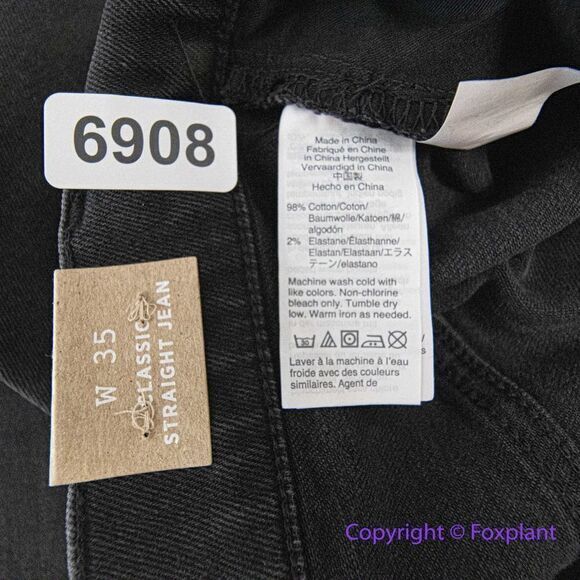 6908
Made in China
Fabriqué en Chine
in China Hergestellt
Vervaardigd in China
中国製
Hecho en China
98% Cotton/Coton/
Baumwolle/Katoen/綿/
algodón
2% Elastane/Élasthanne/
Elastan/Elastaan/エラス
テーン/elastano
Machine wash cold with
like colors. Non-chlorine
bleach only. Tumble dry
low. Warm iron as needed.
Laver à la machine à l'eau
froide avec des couleurs
similaires. Agent de
W 35
CLASSIC
STRAIGHT JEAN
Copyright © Foxplant